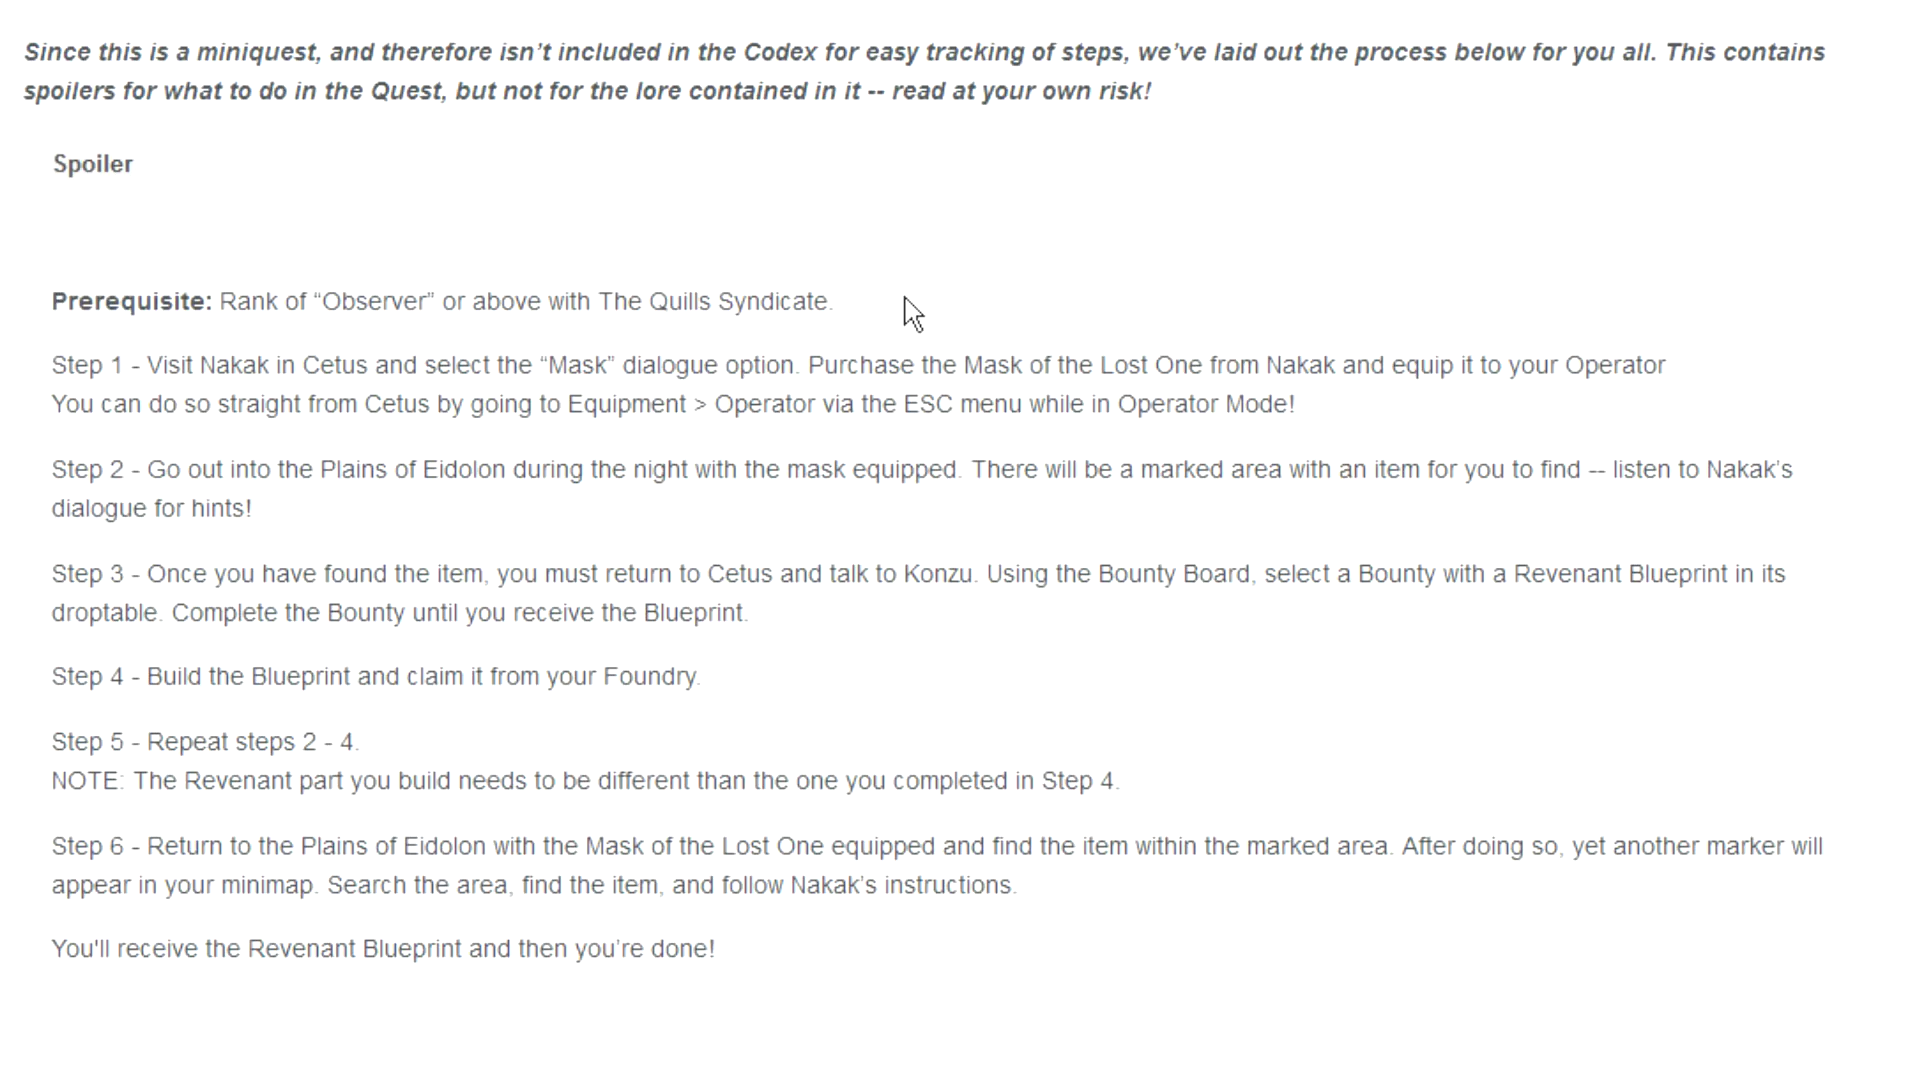 Since this is a miniquest, and therefore isn’t included in the Codex for easy tracking of steps, we’ve laid out the process below for you all. This contains
spoilers for what to do in the Quest, but not for the lore contained in it -- read at your own risk!
Spoiler
Prerequisite: Rank of “Observer” or above with The Quills Syndicate.
Step 1 - Visit Nakak in Cetus and select the “Mask” dialogue option. Purchase the Mask of the Lost One from Nakak and equip it to your Operator
You can do so straight from Cetus by going to Equipment > Operator via the ESC menu while in Operator Mode!
Step 2 - Go out into the Plains of Eidolon during the night with the mask equipped. There will be a marked area with an item for you to find -- listen to Nakak’s
dialogue for hints!
Step 3 - Once you have found the item, you must return to Cetus and talk to Konzu. Using the Bounty Board, select a Bounty with a Revenant Blueprint in its
droptable. Complete the Bounty until you receive the Blueprint.
Step 4 - Build the Blueprint and claim it from your Foundry.
Step 5 - Repeat steps 2 - 4.
NOTE: The Revenant part you build needs to be different than the one you completed in Step 4.
Step 6 - Return to the Plains of Eidolon with the Mask of the Lost One equipped and find the item within the marked area. After doing so, yet another marker will
appear in your minimap. Search the area, find the item, and follow Nakak’s instructions.
You'll receive the Revenant Blueprint and then you’re done!